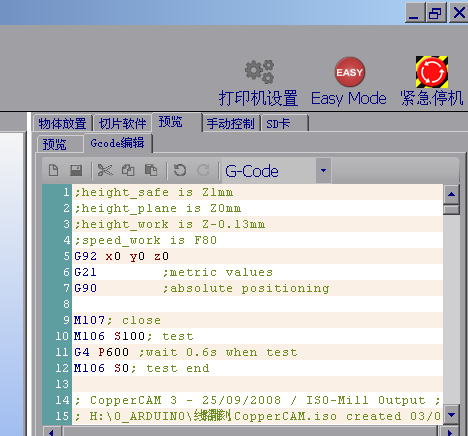 EASY
打印机设置 Easy Mode 紧急停机
物体放置 切片软件 预览 手动控制 SD卡
预览 Gcode编辑
G-Code
1 ;height_safe is Z1mm
2 ;height_plane is Z0mm
3 ;height_work is Z-0.13mm
4 ;speed_work is F80
5 G92 x0 y0 z0
6 G21 ;metric values
7 G90 ;absolute positioning
8
9 M107; close
10 M106 S100; test
11 G4 P600 ;wait 0.6s when test
12 M106 S0; test end
13
14 ; CopperCAM 3 - 25/09/2008 / ISO-Mill Output ;
15 ; H:\0_ARDUINO\CopperCAM.iso created 03/0